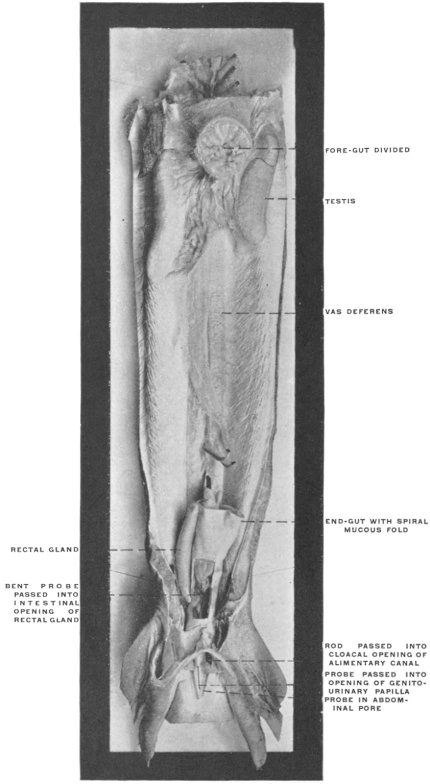 FORE-GUT DIVIDED
TESTIS
VAS DEFERENS
END-GUT WITH SPIRAL
MUCOUS FOLD
RECTAL GLAND
BENT PROBE
PASSED INTO
INTESTINAL
OPENING OF
RECTAL GLAND
ROD PASSED INTO
CLOACAL OPENING OF
ALIMENTARY CANAL
PROBE PASSED INTO
OPENING OF GENITO-
URINARY PAPILLA
PROBE IN ABDOM-
INAL PORE